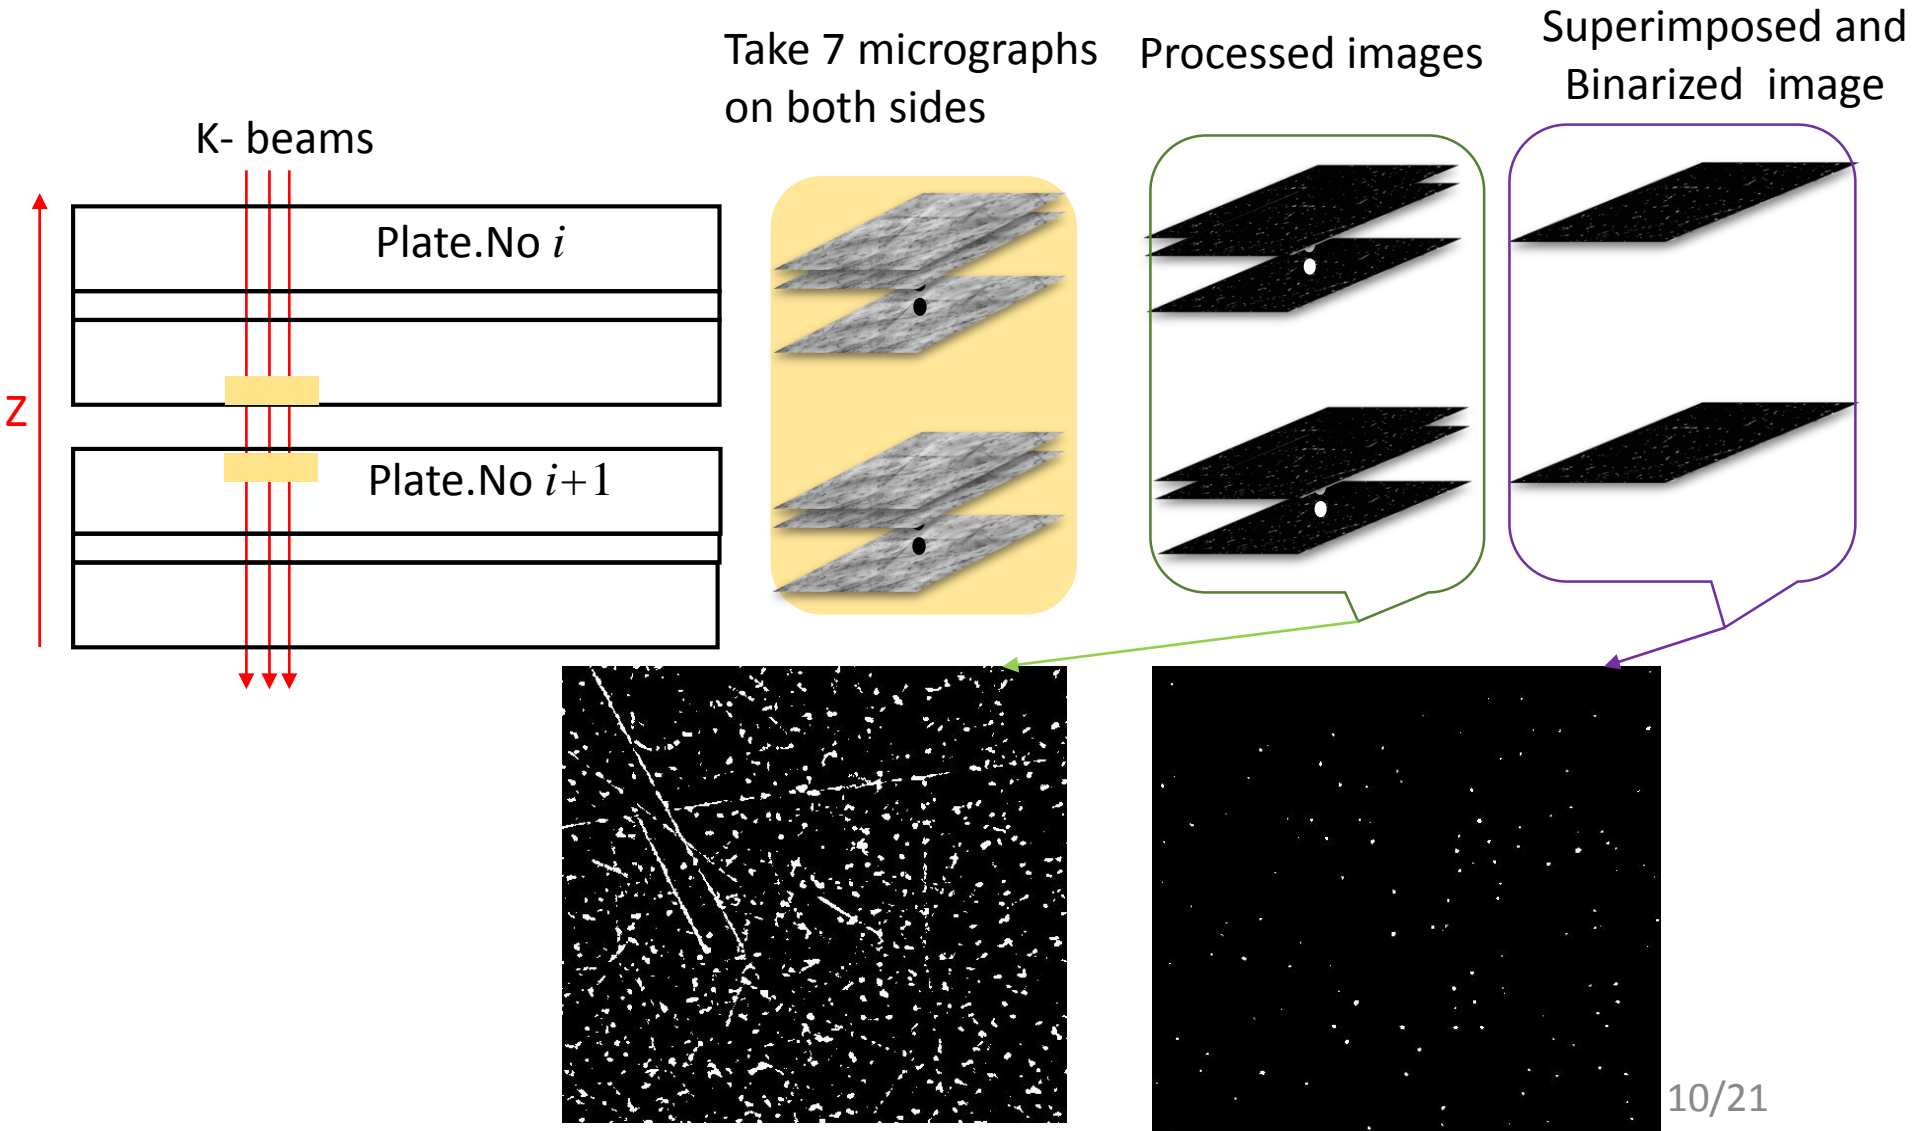 Take 7 micrographs
on both sides
Processed images
Superimposed and
Binarized  image
K- beams
Plate.No i
Z
Plate.No i+1
10/21